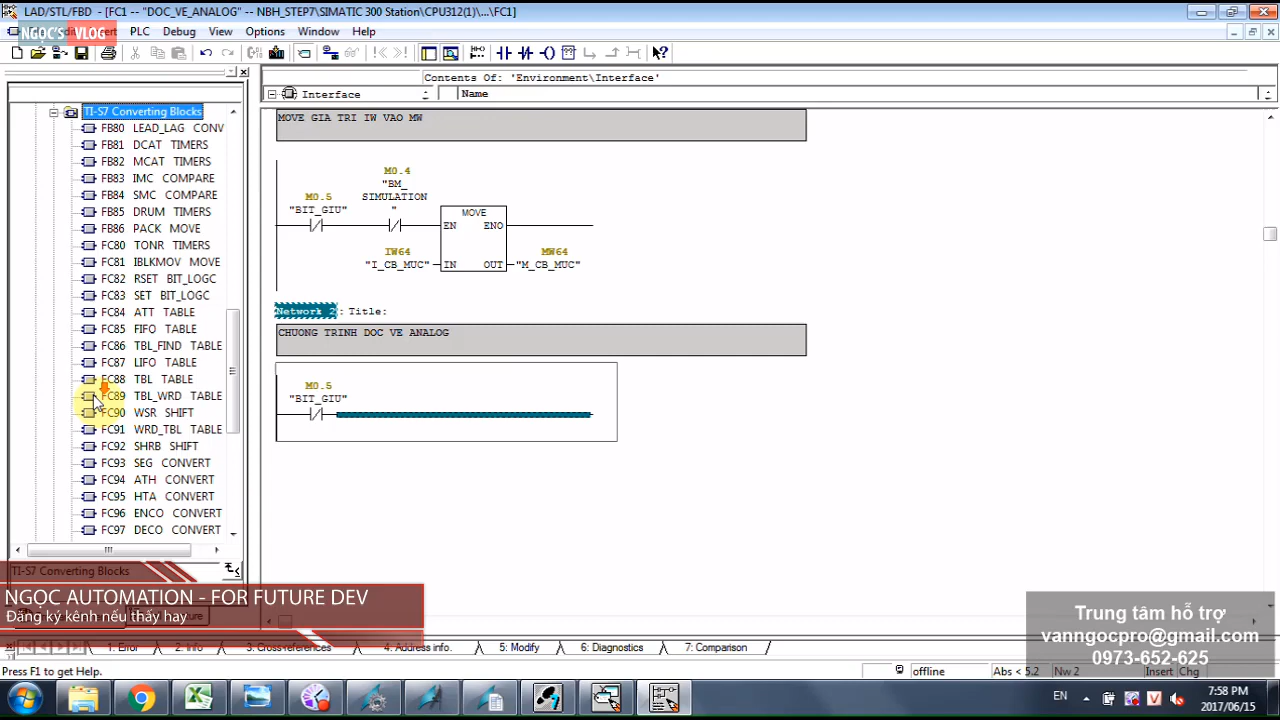 LAD/STL/FBD - [FC1 -- "DOC_VE_ANALOG" -- NBH_STEP7\SIMATIC 300 Station\CPU312(1)\...\FC1]
NGỌC'S VLOG
PLC Debug View Options Window Help
Contents Of: 'Environment\Interface'
Interface
Name
TI-S7 Converting Blocks
FB80 LEAD_LAG CONV
FB81 DCAT TIMERS
FB82 MCAT TIMERS
FB83 IMC COMPARE
FB84 SMC COMPARE
FB85 DRUM TIMERS
FB86 PACK MOVE
FC80 TONR TIMERS
FC81 IBLKMOV MOVE
FC82 RSET BIT_LOGC
FC83 SET BIT_LOGC
FC84 ATT TABLE
FC85 FIFO TABLE
FC86 TBL_FIND TABLE
FC87 LIFO TABLE
FC88 TBL TABLE
FC89 TBL_WRD TABLE
FC90 WSR SHIFT
FC91 WRD_TBL TABLE
FC92 SHRB SHIFT
FC93 SEG CONVERT
FC94 ATH CONVERT
FC95 HTA CONVERT
FC96 ENCO CONVERT
FC97 DECO CONVERT
TI-S7 Converting Blocks
MOVE GIA TRI IW VAO MW
M0.4
"BM_
SIMULATION
"
M0.5
"BIT_GIU"
MOVE
EN ENO
IW64
"I_CB_MUC"
IN OUT
MW64
"M_CB_MUC"
Network 2: Title:
CHUONG TRINH DOC VE ANALOG
M0.5
"BIT_GIU"
NGỌC AUTOMATION - FOR FUTURE DEV
Đăng ký kênh nếu thấy hay
Trung tâm hỗ trợ
vanngocpro@gmail.com
0973-652-625
1: Error 2: Info 3: Cross-references 4: Address info. 5: Modify 6: Diagnostics 7: Comparison
Press F1 to get Help.
offline
Abs < 5.2
Nw 2
Insert
Chg
EN
7:58 PM
2017/06/15